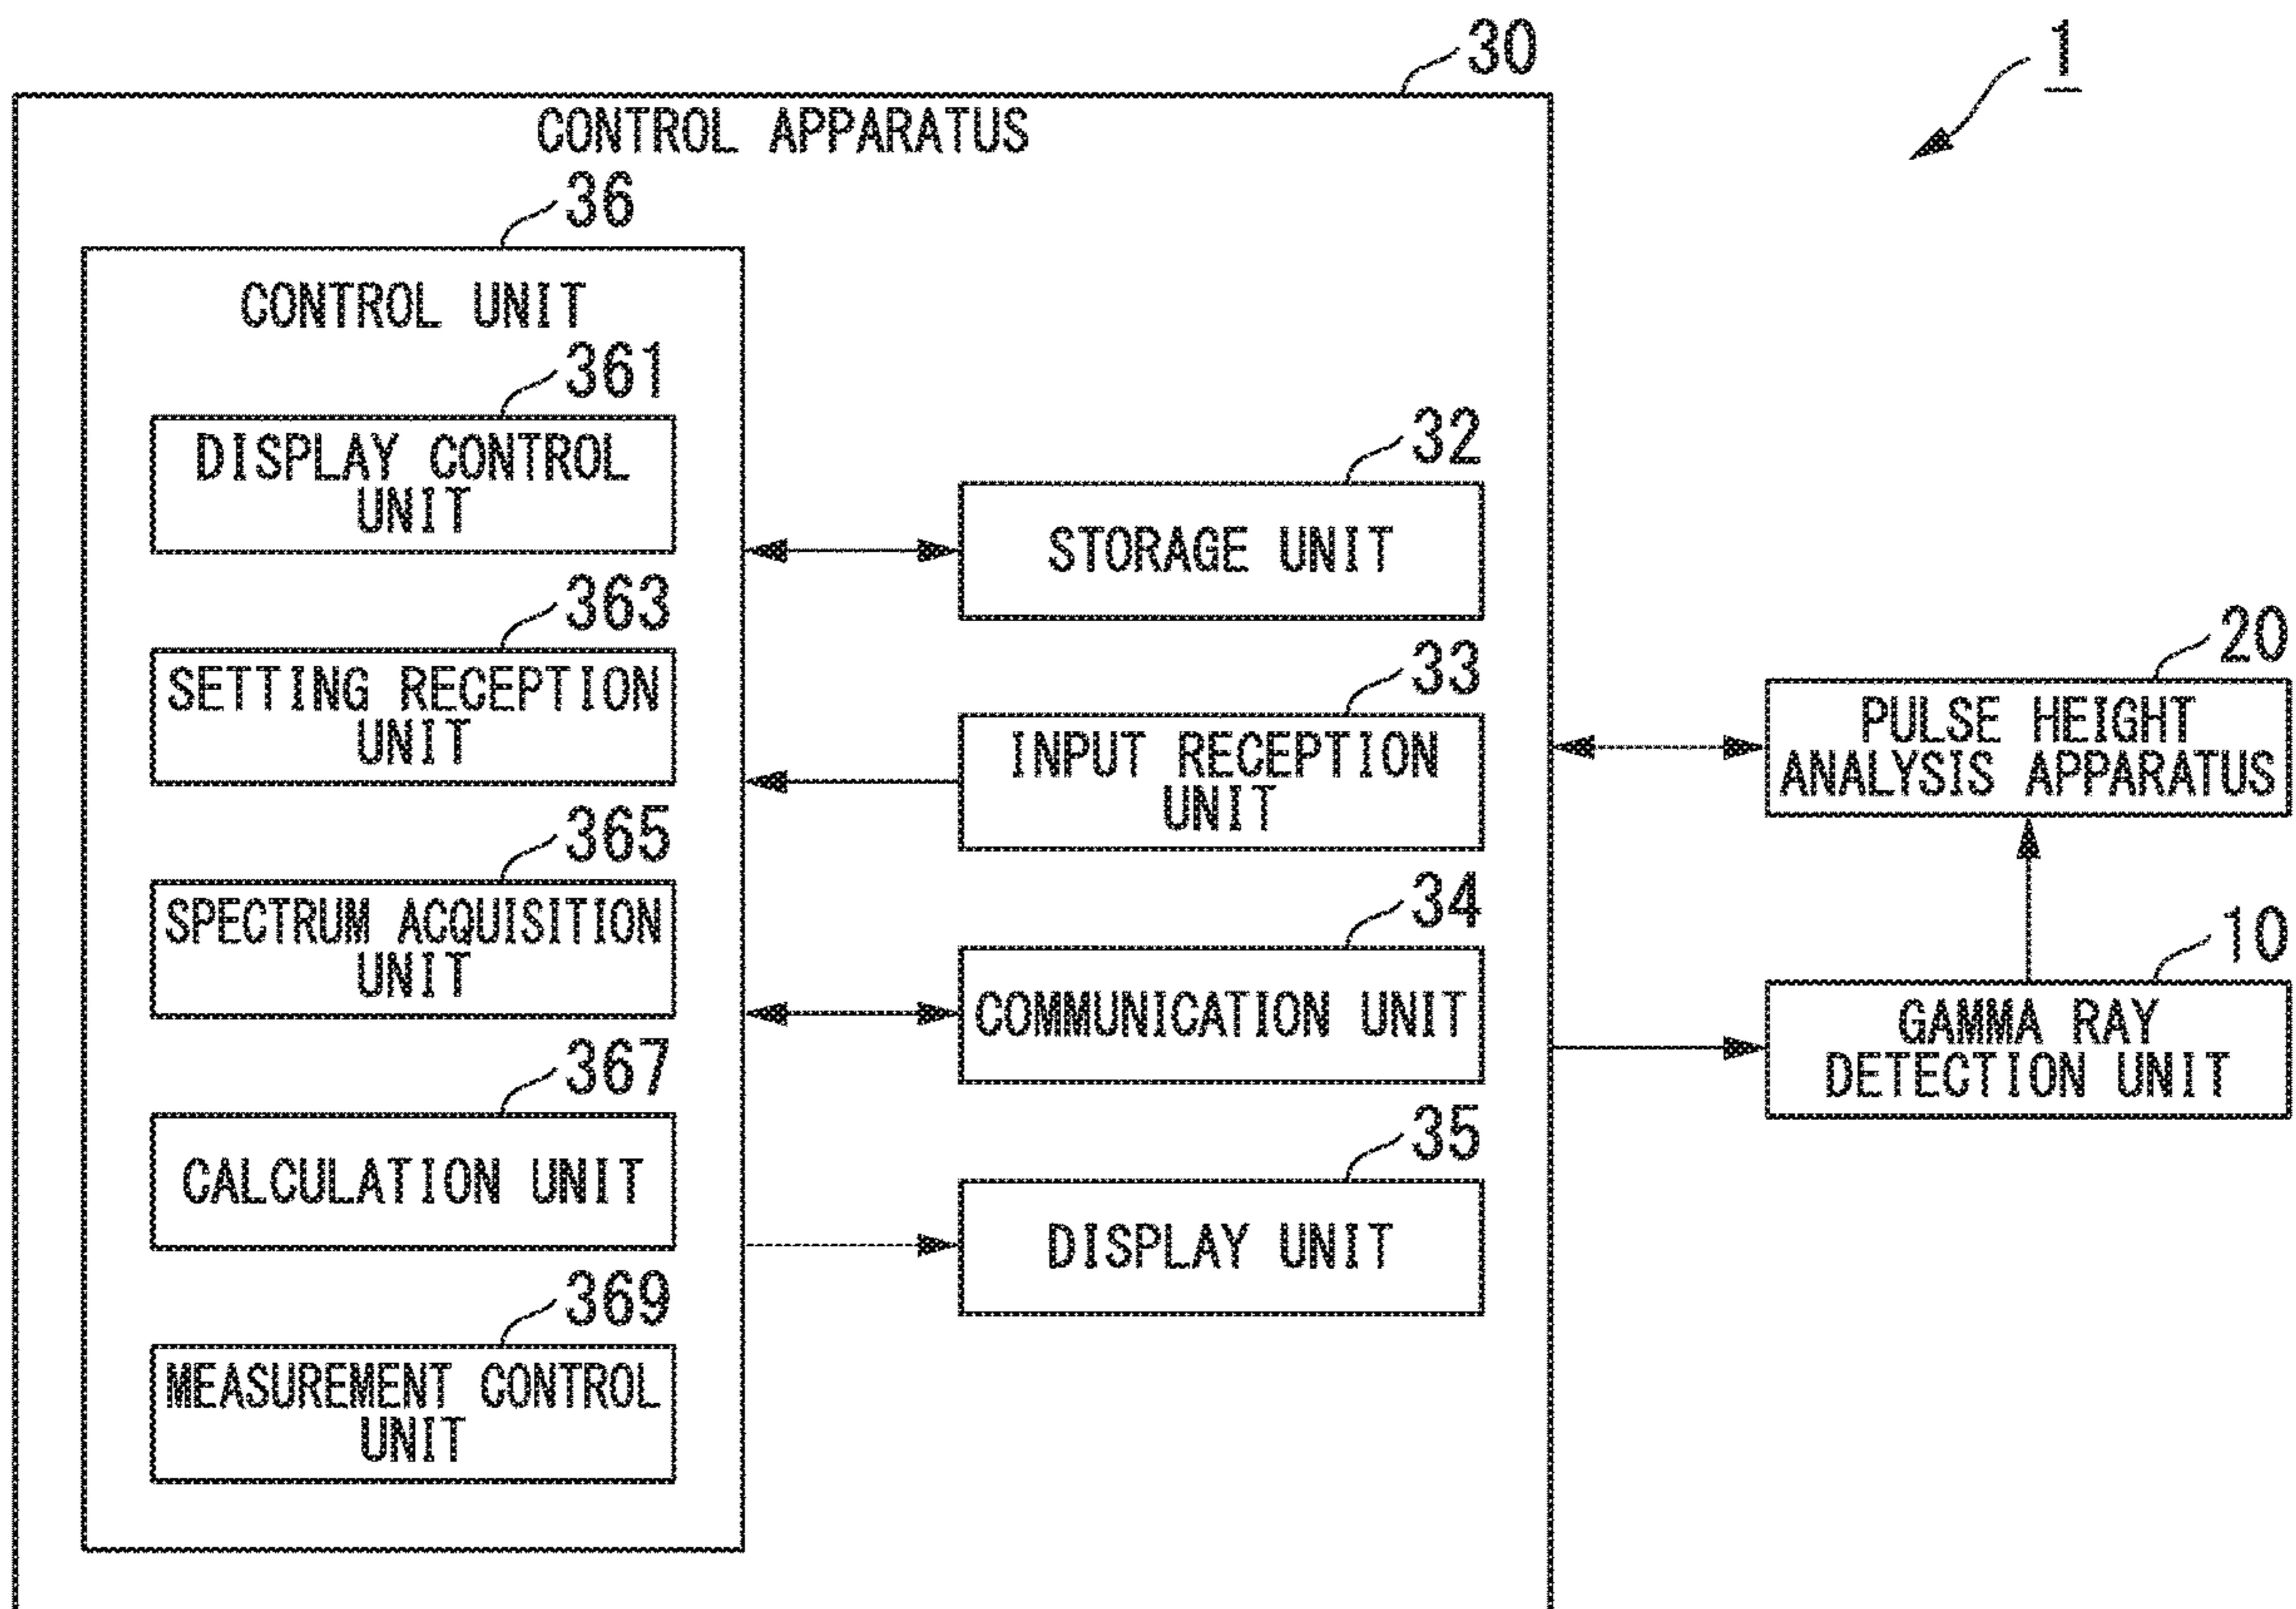 30
1
CONTROL APPARATUS
36
CONTROL UNIT
361
DISPLAY CONTROL
UNIT
363
SETTING RECEPTION
UNIT
365
SPECTRUM ACQUISITION
UNIT
367
CALCULATION UNIT
369
MEASUREMENT CONTROL
UNIT
32
STORAGE UNIT
33
INPUT RECEPTION
UNIT
34
COMMUNICATION UNIT
35
DISPLAY UNIT
20
PULSE HEIGHT
ANALYSIS APPARATUS
10
GAMMA RAY
DETECTION UNIT